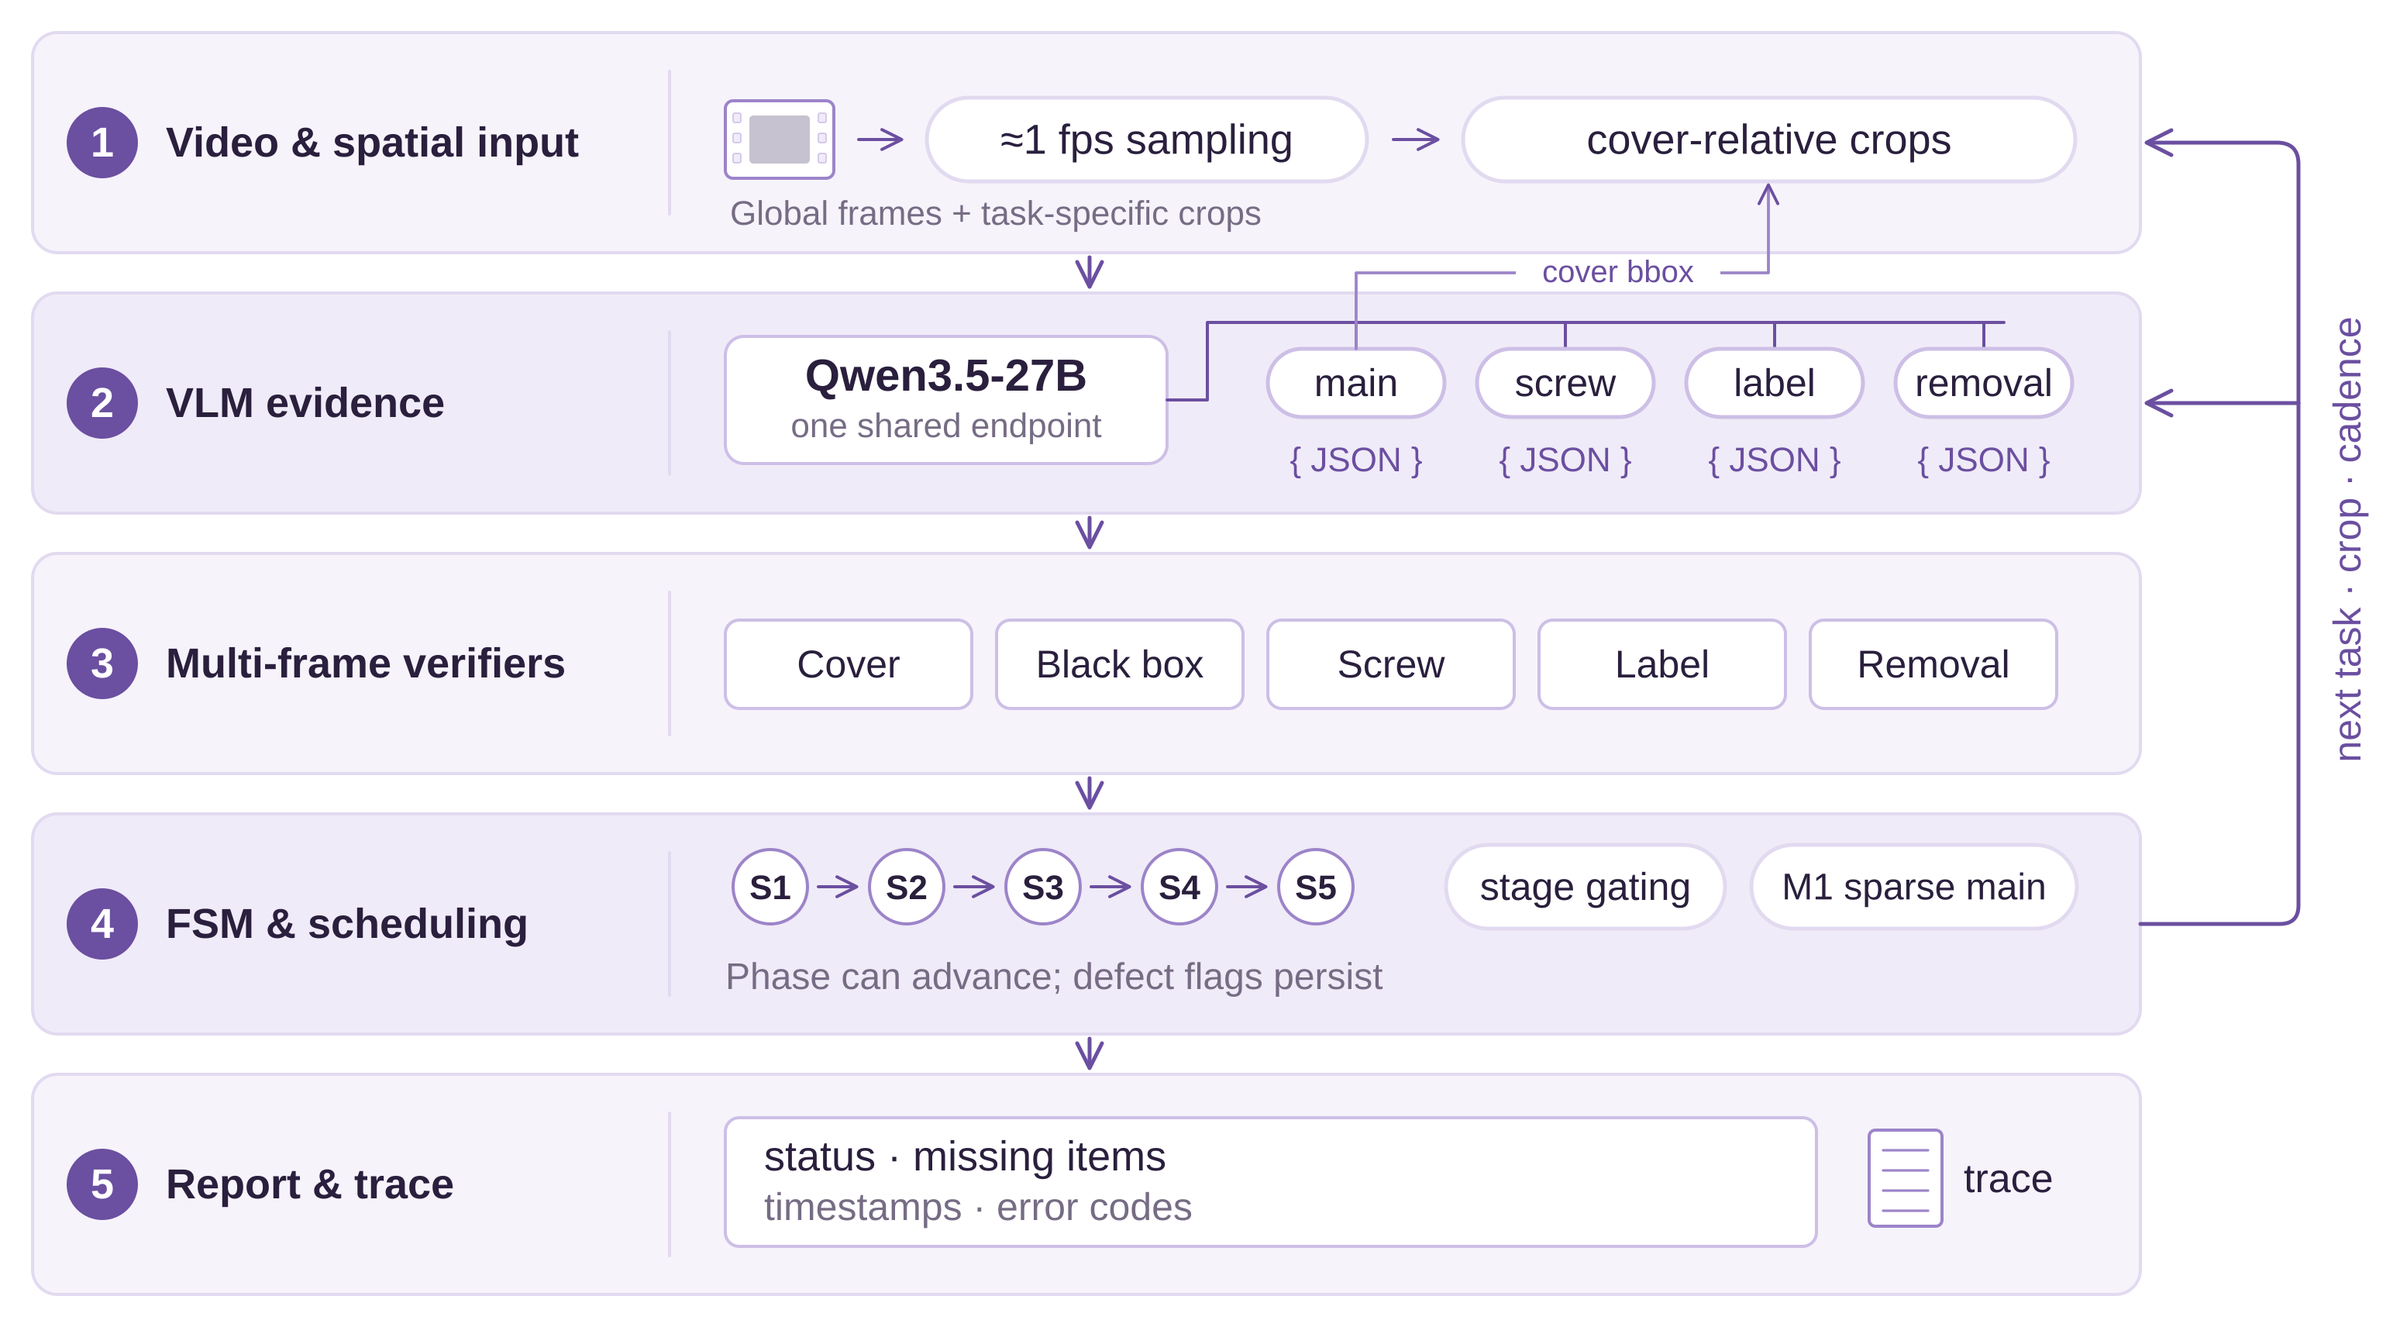 1 Video & spatial input
≈1 fps sampling
cover-relative crops
Global frames + task-specific crops
cover bbox
2 VLM evidence
Qwen3.5-27B
one shared endpoint
main screw label removal
{ JSON } { JSON } { JSON } { JSON }
3 Multi-frame verifiers
Cover Black box Screw Label Removal
4 FSM & scheduling
S1 S2 S3 S4 S5
stage gating
M1 sparse main
Phase can advance; defect flags persist
5 Report & trace
status · missing items
timestamps · error codes
trace
next task · crop · cadence